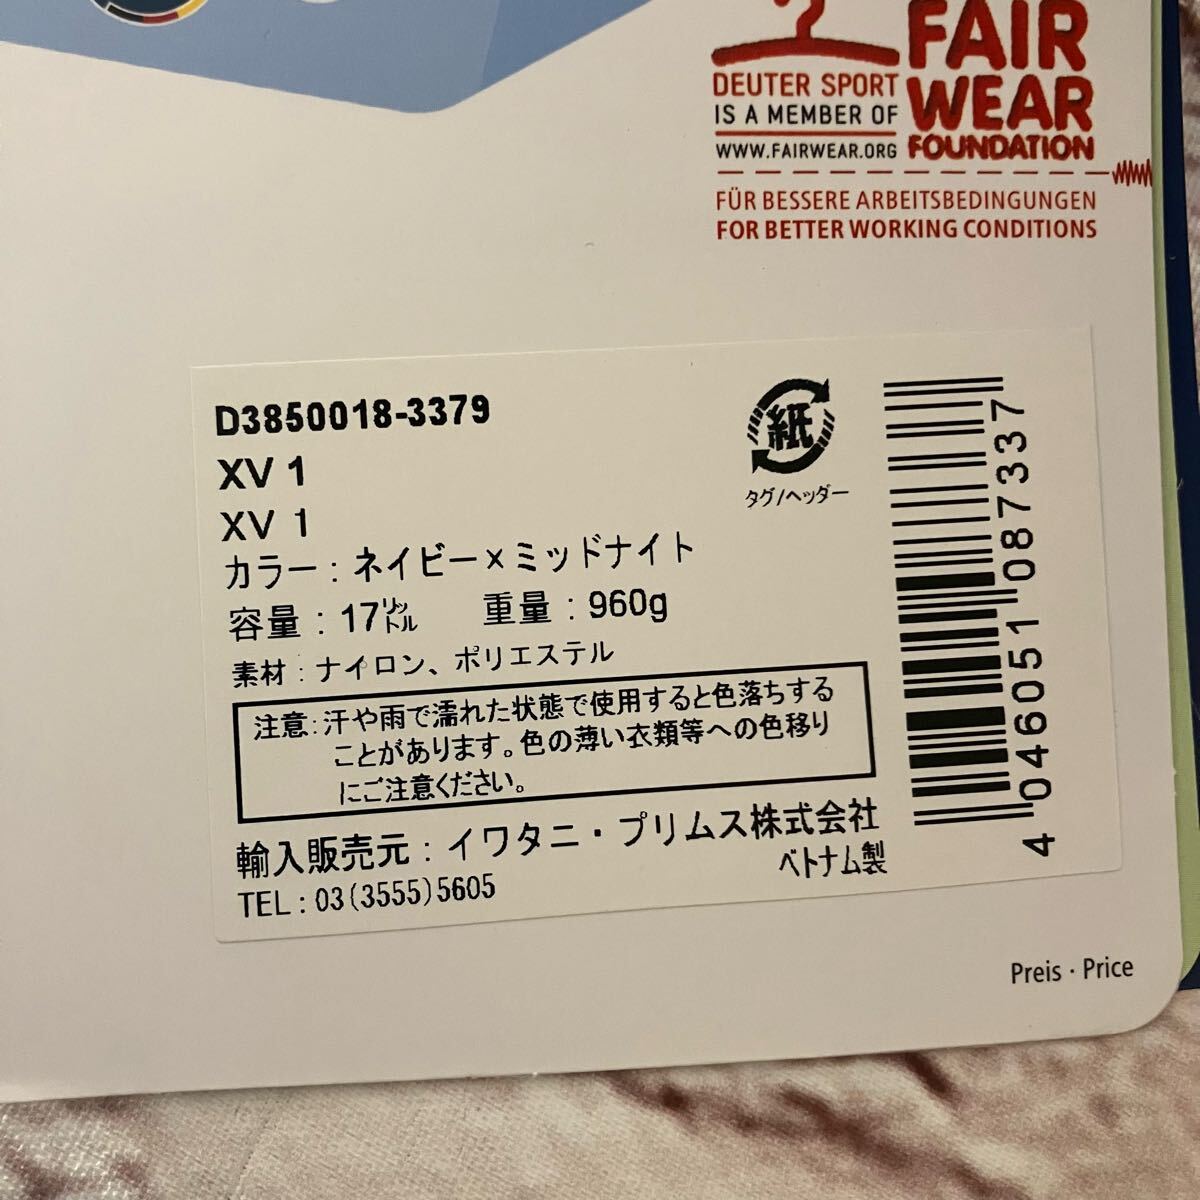 FAIR
WEAR
FOUNDATION
DEUTER SPORT
IS A MEMBER OF
WWW.FAIRWEAR.ORG
FÜR BESSERE ARBEITSBEDINGUNGEN
FOR BETTER WORKING CONDITIONS
D3850018-3379
XV 1
XV 1
カラー：ネイビー×ミッドナイト
容量：17㍑ 重量：960g
素材：ナイロン、ポリエステル
注意：汗や雨で濡れた状態で使用すると色落ちする
ことがあります。色の薄い衣類等への色移り
にご注意ください。
輸入販売元：イワタニ・プリムス株式会社
ベトナム製
TEL：03(3555)5605
紙
タグ/ヘッダー
4 046051 087337
Preis · Price